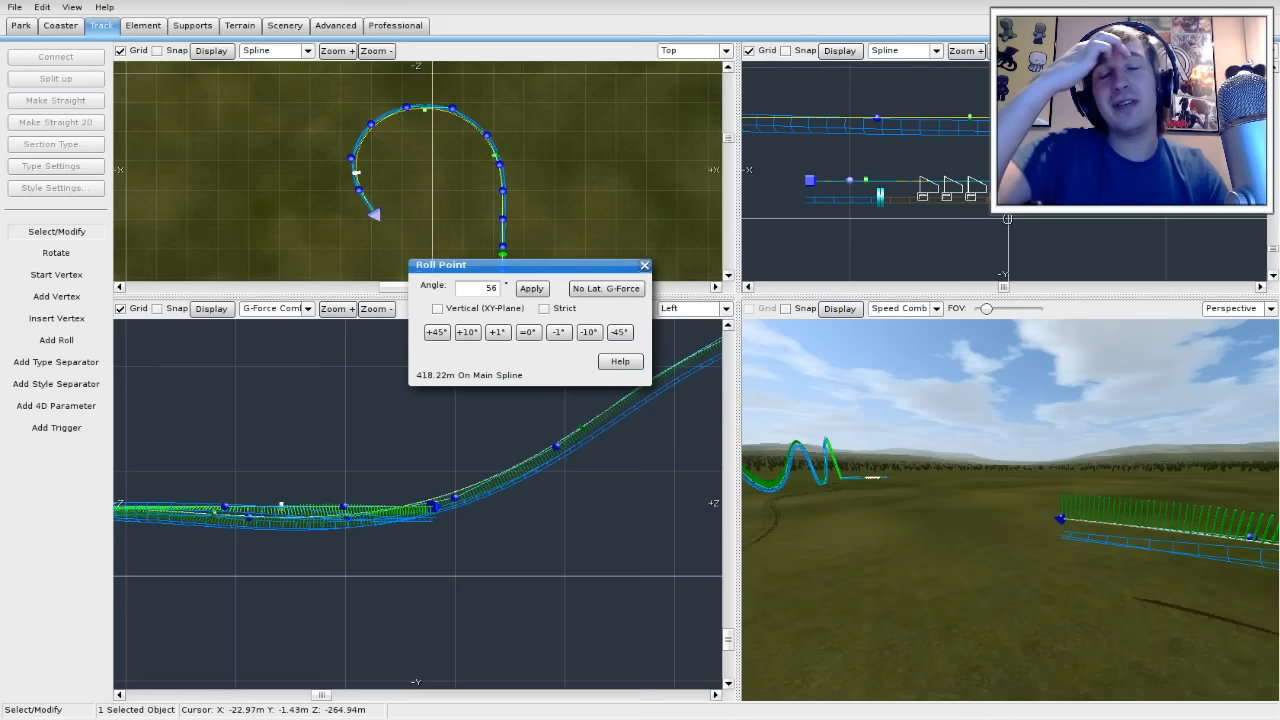 File Edit View Help
Park Coaster Track Element Supports Terrain Scenery Advanced Professional
Connect
Split up
Make Straight
Make Straight 2D
Section Type...
Type Settings...
Style Settings...
Select/Modify
Rotate
Start Vertex
Add Vertex
Insert Vertex
Add Roll
Add Type Separator
Add Style Separator
Add 4D Parameter
Add Trigger
Grid Snap Display Spline Zoom + Zoom - Top
-Z
-X +X
Grid Snap Display Spline Zoom +
-X
-Y
Roll Point
Angle: 56 ° Apply No Lat. G-Force
Vertical (XY-Plane) Strict
+45° +10° +1° =0° -1° -10° -45°
Help
418.22m On Main Spline
Grid Snap Display G-Force Coml Zoom + Zoom - Left
+Z
-Y
Grid Snap Display Speed Comb FOV: Perspective
Select/Modify 1 Selected Object Cursor: X: -22.97m Y: -1.43m Z: -264.94m